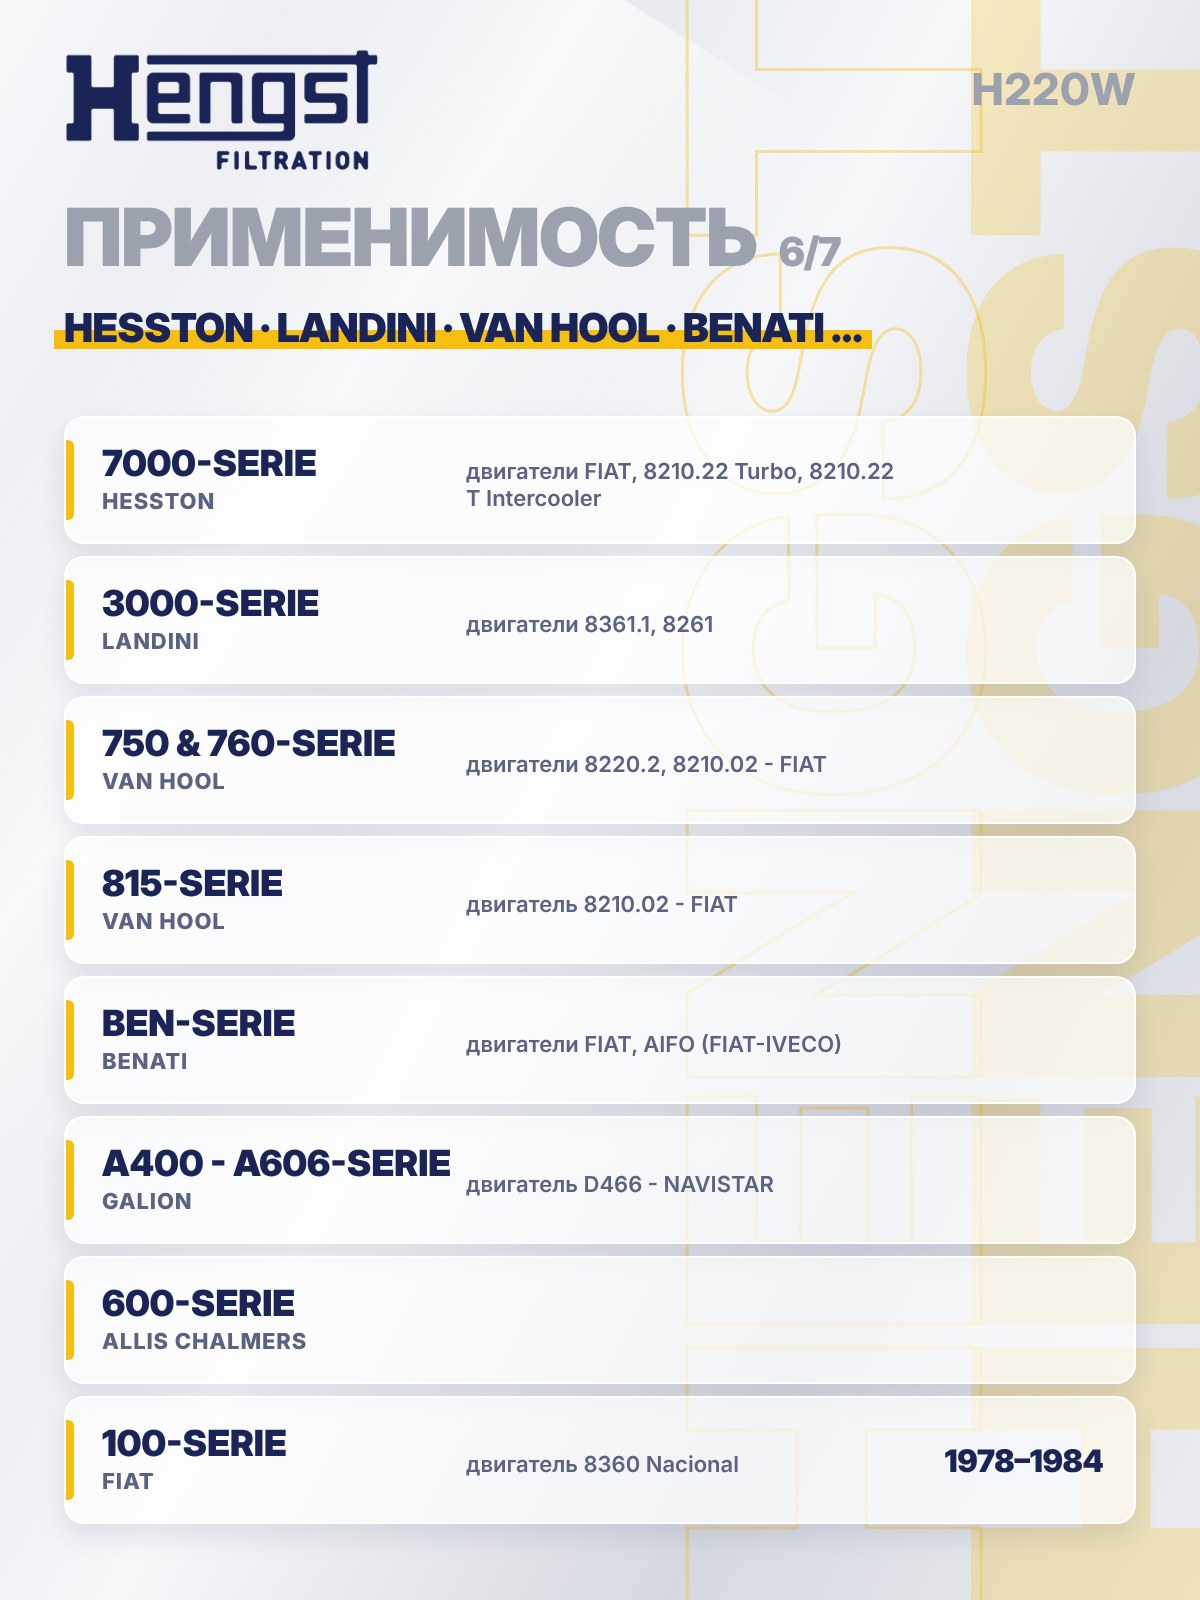 Hengst
FILTRATION
H220W
ПРИМЕНИМОСТЬ 6/7
HESSTON · LANDINI · VAN HOOL · BENATI ...
7000-SERIE
HESSTON
двигатели FIAT, 8210.22 Turbo, 8210.22
T Intercooler
3000-SERIE
LANDINI
двигатели 8361.1, 8261
750 & 760-SERIE
VAN HOOL
двигатели 8220.2, 8210.02 - FIAT
815-SERIE
VAN HOOL
двигатель 8210.02 - FIAT
BEN-SERIE
BENATI
двигатели FIAT, AIFO (FIAT-IVECO)
A400 - A606-SERIE
GALION
двигатель D466 - NAVISTAR
600-SERIE
ALLIS CHALMERS
100-SERIE
FIAT
двигатель 8360 Nacional
1978–1984
HENGST
HENGST